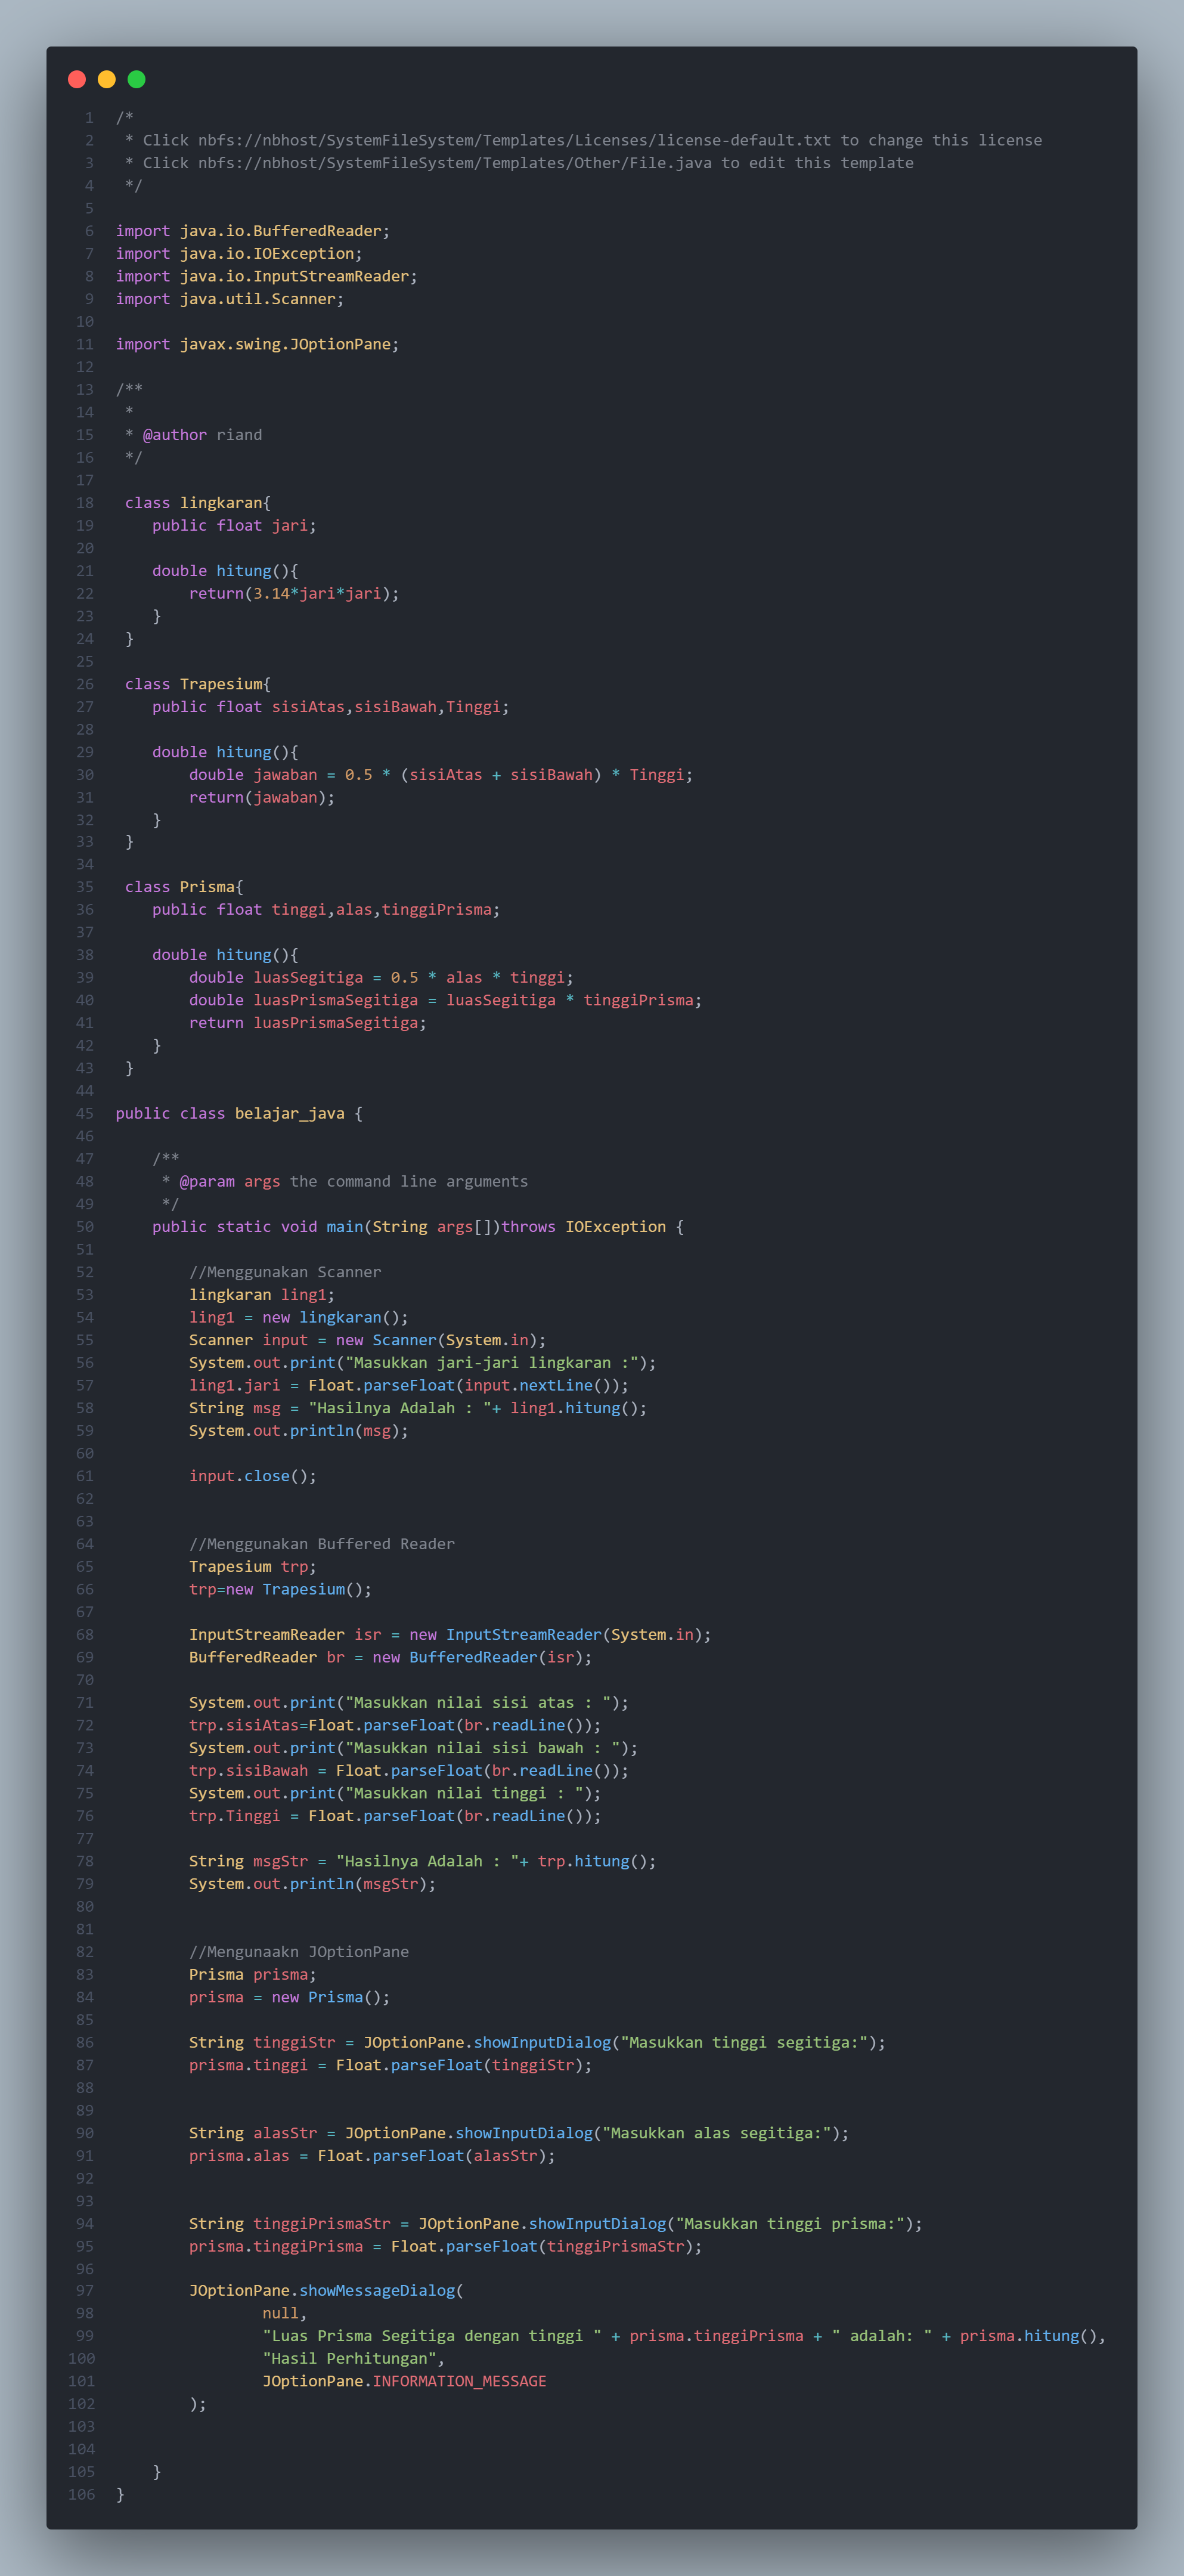 1 /*
2  * Click nbfs://nbhost/SystemFileSystem/Templates/Licenses/license-default.txt to change this license
3  * Click nbfs://nbhost/SystemFileSystem/Templates/Other/File.java to edit this template
4  */
5
6 import java.io.BufferedReader;
7 import java.io.IOException;
8 import java.io.InputStreamReader;
9 import java.util.Scanner;
10
11 import javax.swing.JOptionPane;
12
13 /**
14  *
15  * @author riand
16  */
17
18  class lingkaran{
19     public float jari;
20
21     double hitung(){
22         return(3.14*jari*jari);
23     }
24  }
25
26  class Trapesium{
27     public float sisiAtas,sisiBawah,Tinggi;
28
29     double hitung(){
30         double jawaban = 0.5 * (sisiAtas + sisiBawah) * Tinggi;
31         return(jawaban);
32     }
33  }
34
35  class Prisma{
36     public float tinggi,alas,tinggiPrisma;
37
38     double hitung(){
39         double luasSegitiga = 0.5 * alas * tinggi;
40         double luasPrismaSegitiga = luasSegitiga * tinggiPrisma;
41         return luasPrismaSegitiga;
42     }
43  }
44
45 public class belajar_java {
46
47     /**
48      * @param args the command line arguments
49      */
50     public static void main(String args[])throws IOException {
51
52         //Menggunakan Scanner
53         lingkaran ling1;
54         ling1 = new lingkaran();
55         Scanner input = new Scanner(System.in);
56         System.out.print("Masukkan jari-jari lingkaran :");
57         ling1.jari = Float.parseFloat(input.nextLine());
58         String msg = "Hasilnya Adalah : "+ ling1.hitung();
59         System.out.println(msg);
60
61         input.close();
62
63
64         //Menggunakan Buffered Reader
65         Trapesium trp;
66         trp=new Trapesium();
67
68         InputStreamReader isr = new InputStreamReader(System.in);
69         BufferedReader br = new BufferedReader(isr);
70
71         System.out.print("Masukkan nilai sisi atas : ");
72         trp.sisiAtas=Float.parseFloat(br.readLine());
73         System.out.print("Masukkan nilai sisi bawah : ");
74         trp.sisiBawah = Float.parseFloat(br.readLine());
75         System.out.print("Masukkan nilai tinggi : ");
76         trp.Tinggi = Float.parseFloat(br.readLine());
77
78         String msgStr = "Hasilnya Adalah : "+ trp.hitung();
79         System.out.println(msgStr);
80
81
82         //Mengunaakn JOptionPane
83         Prisma prisma;
84         prisma = new Prisma();
85
86         String tinggiStr = JOptionPane.showInputDialog("Masukkan tinggi segitiga:");
87         prisma.tinggi = Float.parseFloat(tinggiStr);
88
89
90         String alasStr = JOptionPane.showInputDialog("Masukkan alas segitiga:");
91         prisma.alas = Float.parseFloat(alasStr);
92
93
94         String tinggiPrismaStr = JOptionPane.showInputDialog("Masukkan tinggi prisma:");
95         prisma.tinggiPrisma = Float.parseFloat(tinggiPrismaStr);
96
97         JOptionPane.showMessageDialog(
98                 null,
99                 "Luas Prisma Segitiga dengan tinggi " + prisma.tinggiPrisma + " adalah: " + prisma.hitung(),
100                 "Hasil Perhitungan",
101                 JOptionPane.INFORMATION_MESSAGE
102         );
103
104
105     }
106 }